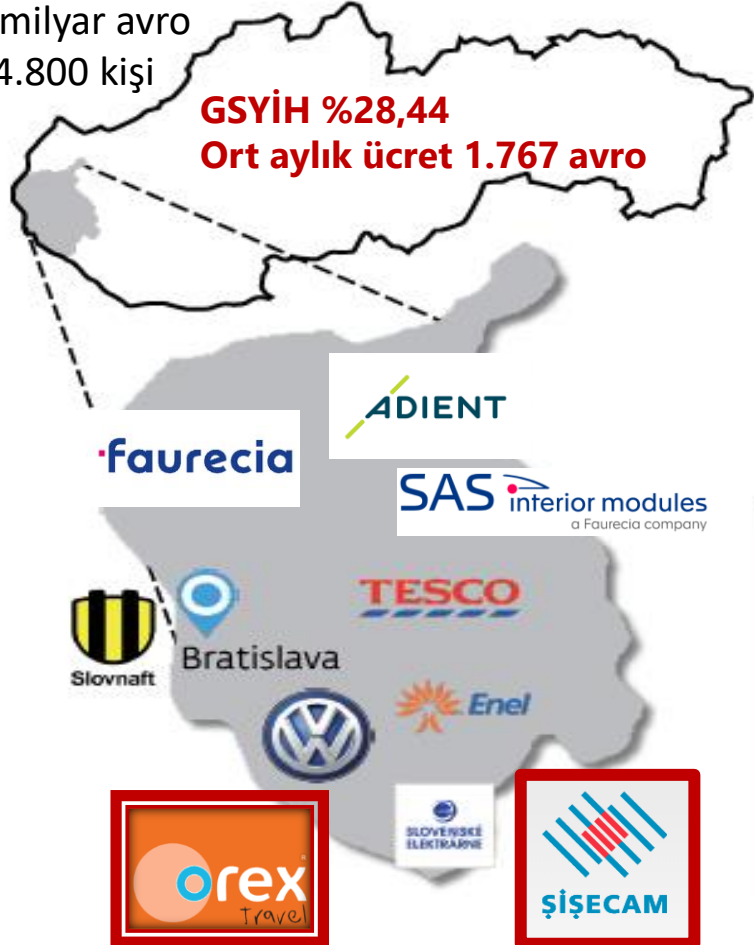 milyar avro
4.800 kişi
GSYİH %28,44
Ort aylık ücret 1.767 avro
ADIENT
faurecia
SAS interior modules
a Faurecia company
TESCO
Slovnaft
Bratislava
Enel
SLOVENSKÉ
ELEKTRÁRNE
orex
Travel
ŞİŞECAM